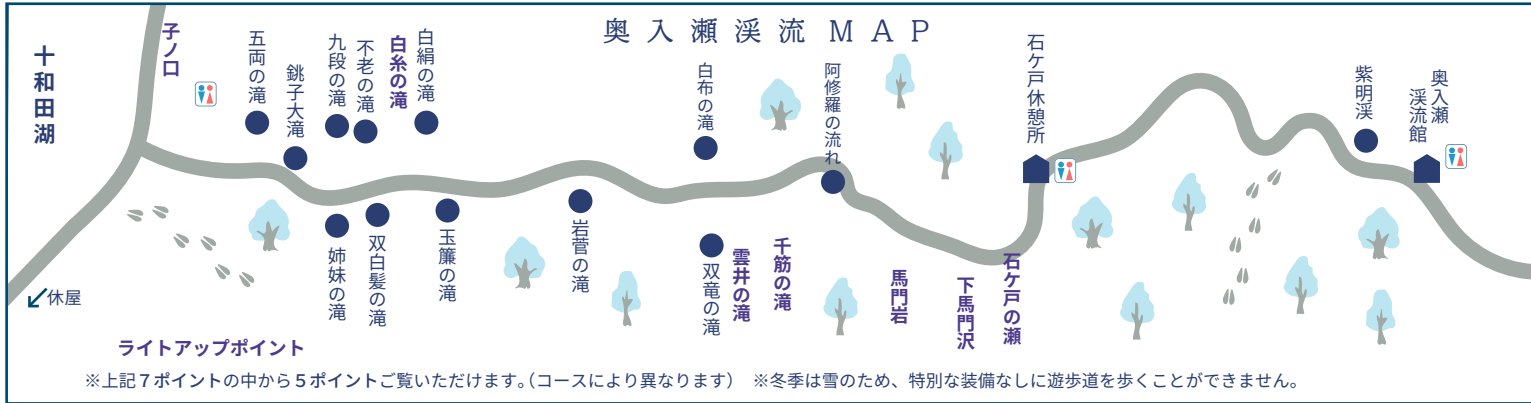 奥入瀬渓流MAP
十和田湖
子ノ口
五両の滝
銚子大滝
九段の滝
不老の滝
白糸の滝
白絹の滝
白布の滝
阿修羅の流れ
石ケ戸休憩所
紫明渓
奥入瀬
渓流館
姉妹の滝
双白髪の滝
玉簾の滝
岩菅の滝
双竜の滝
雲井の滝
千筋の滝
馬門岩
下馬門沢
石ケ戸の瀬
休屋
ライトアップポイント
※上記7ポイントの中から5ポイントご覧いただけます。(コースにより異なります) ※冬季は雪のため、特別な装備なしに遊歩道を歩くことができません。